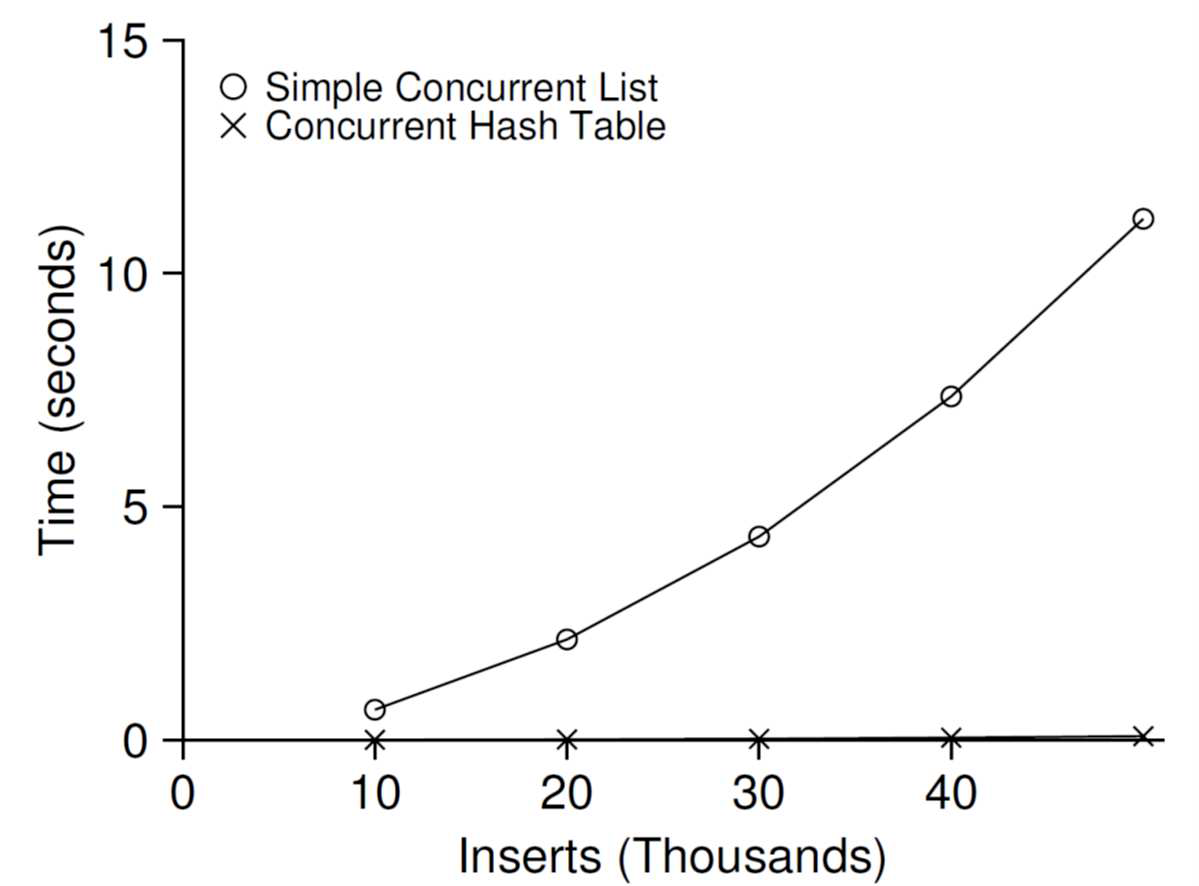 15
Simple Concurrent List
Concurrent Hash Table
10
5
0
Time (seconds)
0 10 20 30 40
Inserts (Thousands)